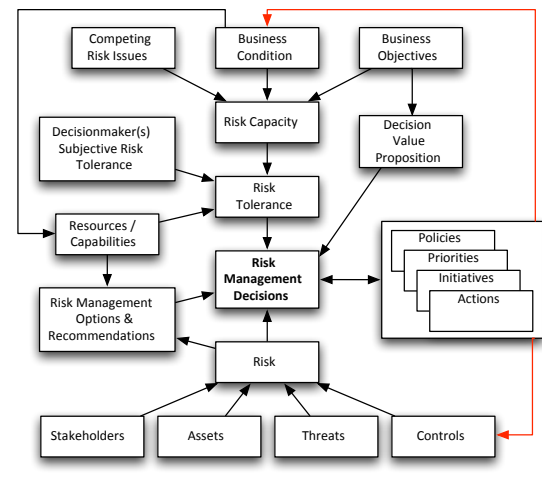 Competing
Risk Issues
Business
Condition
Business
Objectives
Risk Capacity
Decisionmaker(s)
Subjective Risk
Tolerance
Decision
Value
Proposition
Risk
Tolerance
Resources /
Capabilities
Policies
Priorities
Initiatives
Actions
Risk
Management
Decisions
Risk Management
Options &
Recommendations
Risk
Stakeholders
Assets
Threats
Controls